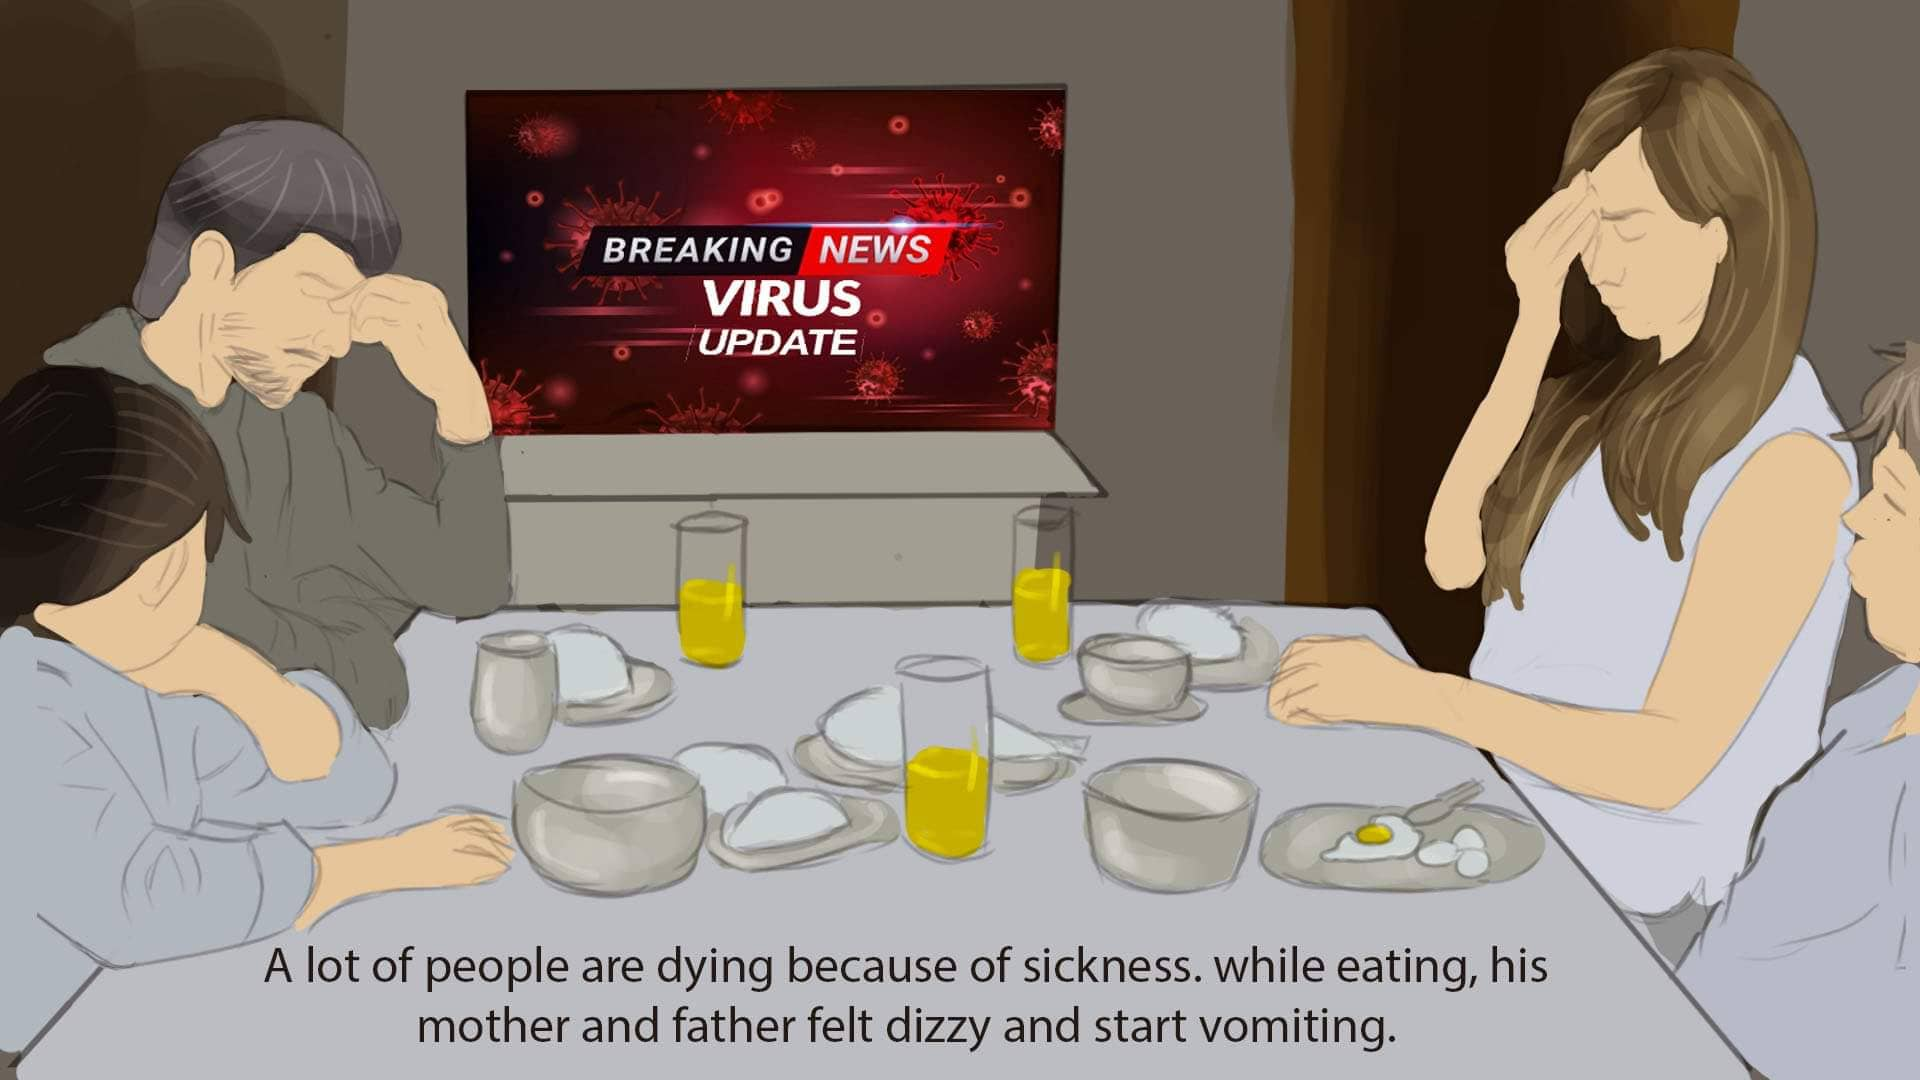 BREAKING NEWS
VIRUS
UPDATE
A lot of people are dying because of sickness. while eating, his
mother and father felt dizzy and start vomiting.